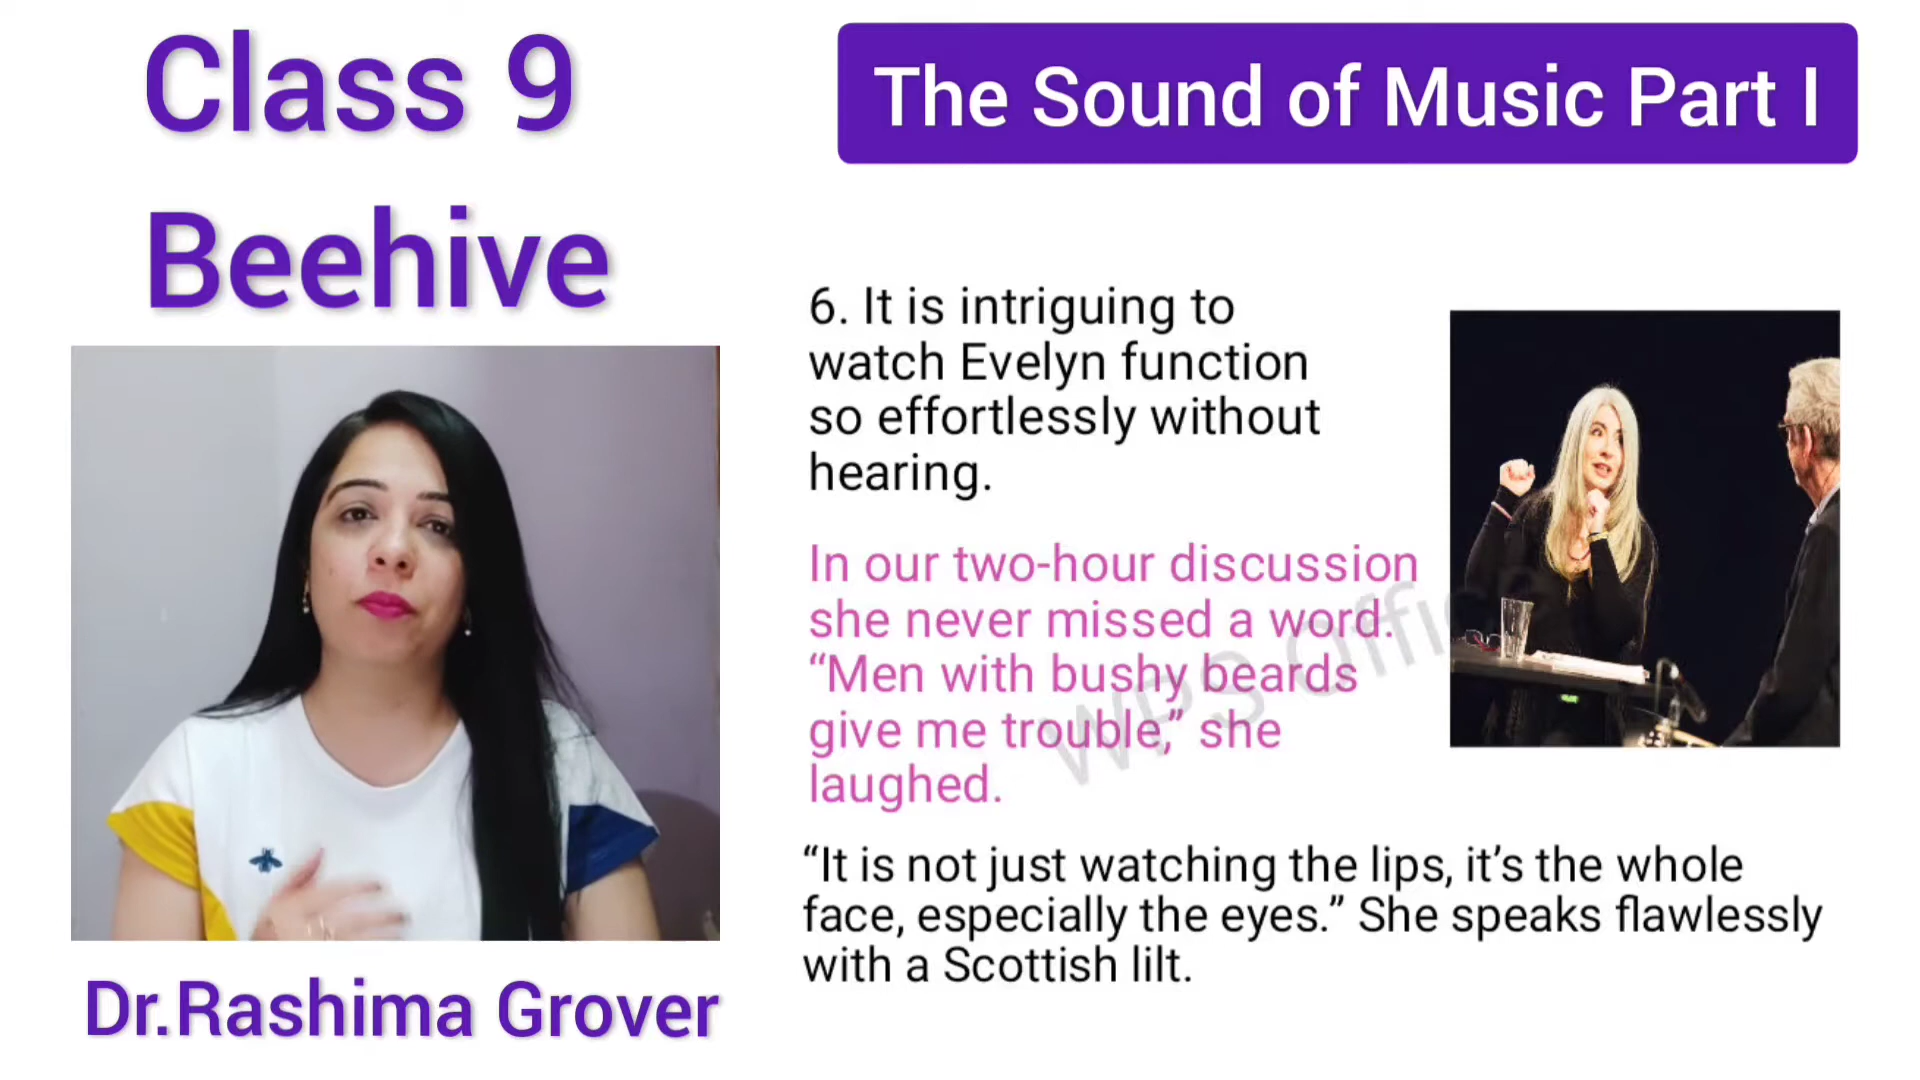 Class 9
Beehive
Dr.Rashima Grover
The Sound of Music Part I
6. It is intriguing to
watch Evelyn function
so effortlessly without
hearing.
In our two-hour discussion
she never missed a word.
“Men with bushy beards
give me trouble,” she
laughed.
“It is not just watching the lips, it’s the whole
face, especially the eyes.” She speaks flawlessly
with a Scottish lilt.
WPS Office